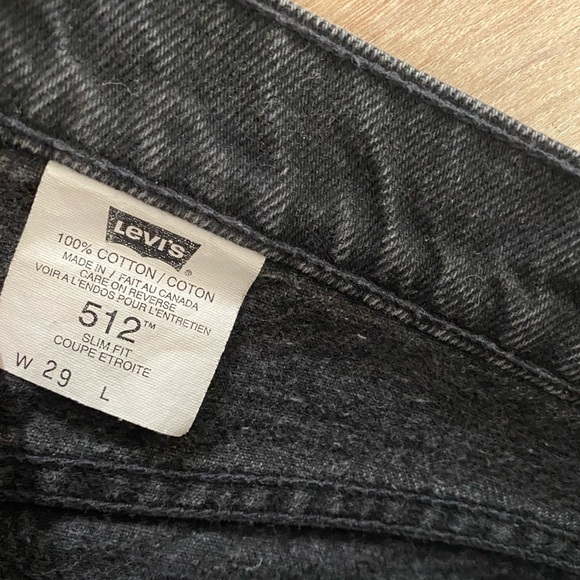 Levi's®
100% COTTON / COTON
MADE IN / FAIT AU CANADA
CARE ON REVERSE
VOIR A L'ENDOS POUR L'ENTRETIEN
512™
SLIM FIT
COUPE ETROITE
W 29 L